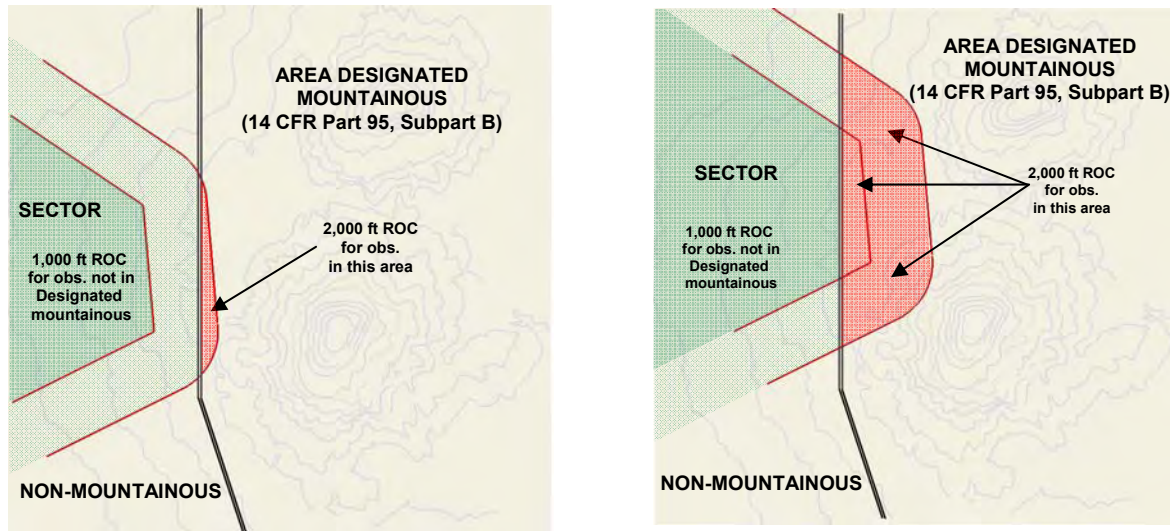 AREA DESIGNATED
MOUNTAINOUS
(14 CFR Part 95, Subpart B)
SECTOR
1,000 ft ROC
for obs. not in
Designated
mountainous
2,000 ft ROC
for obs.
in this area
NON-MOUNTAINOUS
AREA DESIGNATED
MOUNTAINOUS
(14 CFR Part 95, Subpart B)
SECTOR
1,000 ft ROC
for obs. not in
Designated
mountainous
2,000 ft ROC
for obs.
in this area
NON-MOUNTAINOUS